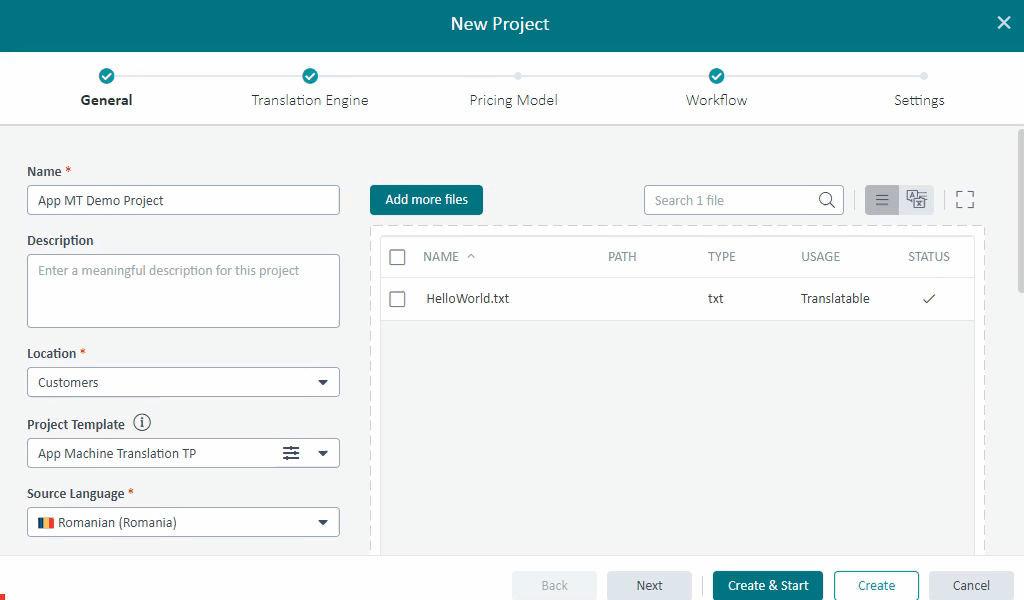 New Project
General
Translation Engine
Pricing Model
Workflow
Settings
Name *
App MT Demo Project
Description
Enter a meaningful description for this project
Location *
Customers
Project Template
App Machine Translation TP
Source Language *
Romanian (Romania)
Add more files
Search 1 file
NAME PATH TYPE USAGE STATUS
HelloWorld.txt txt Translatable
Back
Next
Create & Start
Create
Cancel